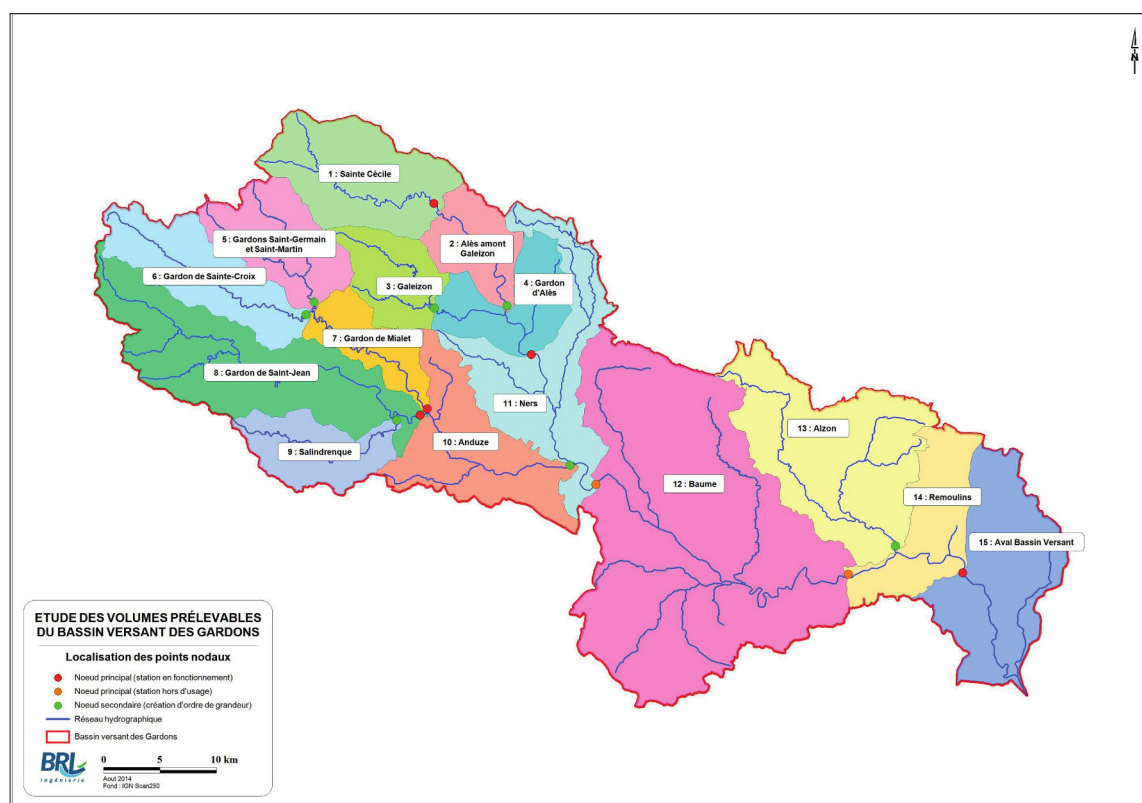 N
1 : Sainte Cécile
5 : Gardons Saint-Germain
et Saint-Martin
2 : Alès amont
Galeizon
6 : Gardon de Sainte-Croix
3 : Galeizon
4 : Gardon
d'Alès
7 : Gardon de Mialet
8 : Gardon de Saint-Jean
11 : Ners
13 : Alzon
10 : Anduze
9 : Salindrenque
12 : Baume
14 : Remoulins
15 : Aval Bassin Versant
ETUDE DES VOLUMES PRÉLEVABLES
DU BASSIN VERSANT DES GARDONS
Localisation des points nodaux
Noeud principal (station en fonctionnement)
Noeud principal (station hors d'usage)
Noeud secondaire (création d'ordre de grandeur)
Réseau hydrographique
Bassin versant des Gardons
BRL
Ingénierie
0 5 10 km
Aout 2014
Fond : IGN Scan250